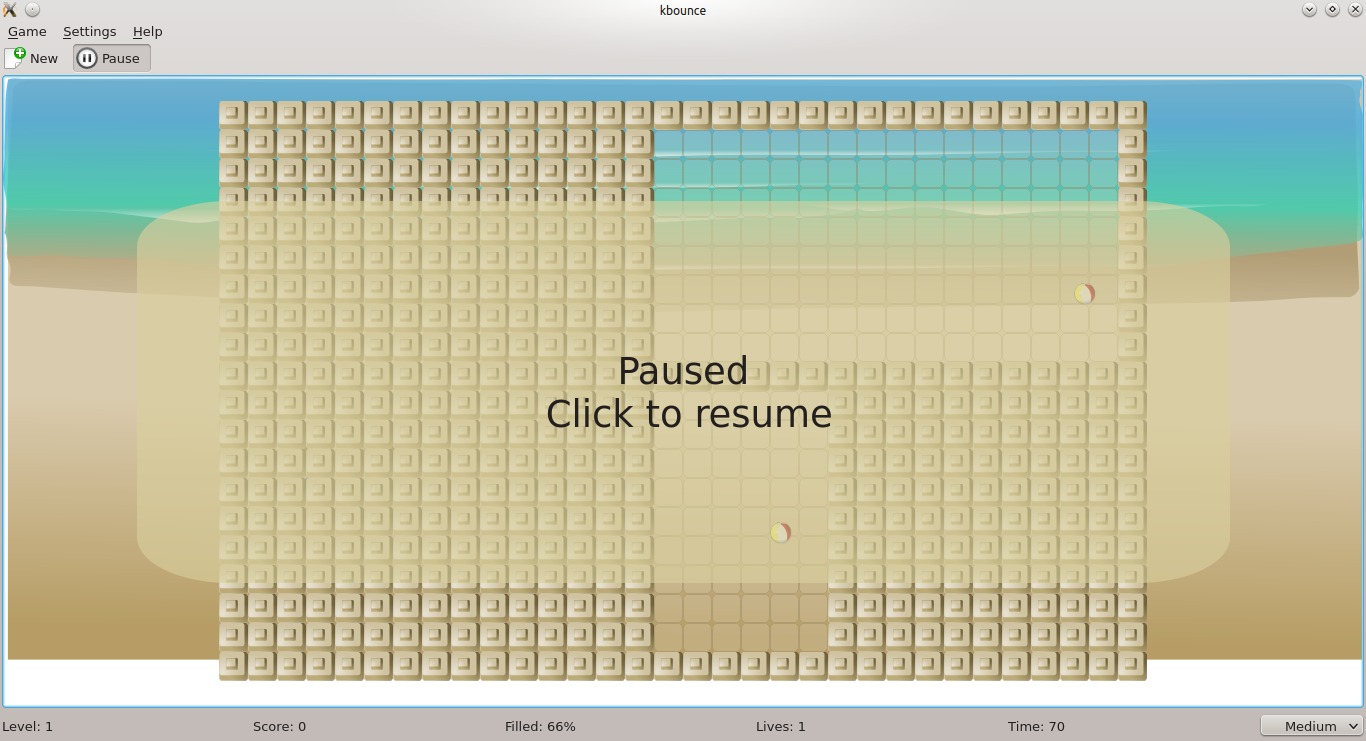 kbounce
Game Settings Help
New Pause
Paused
Click to resume
Level: 1 Score: 0 Filled: 66% Lives: 1 Time: 70 Medium